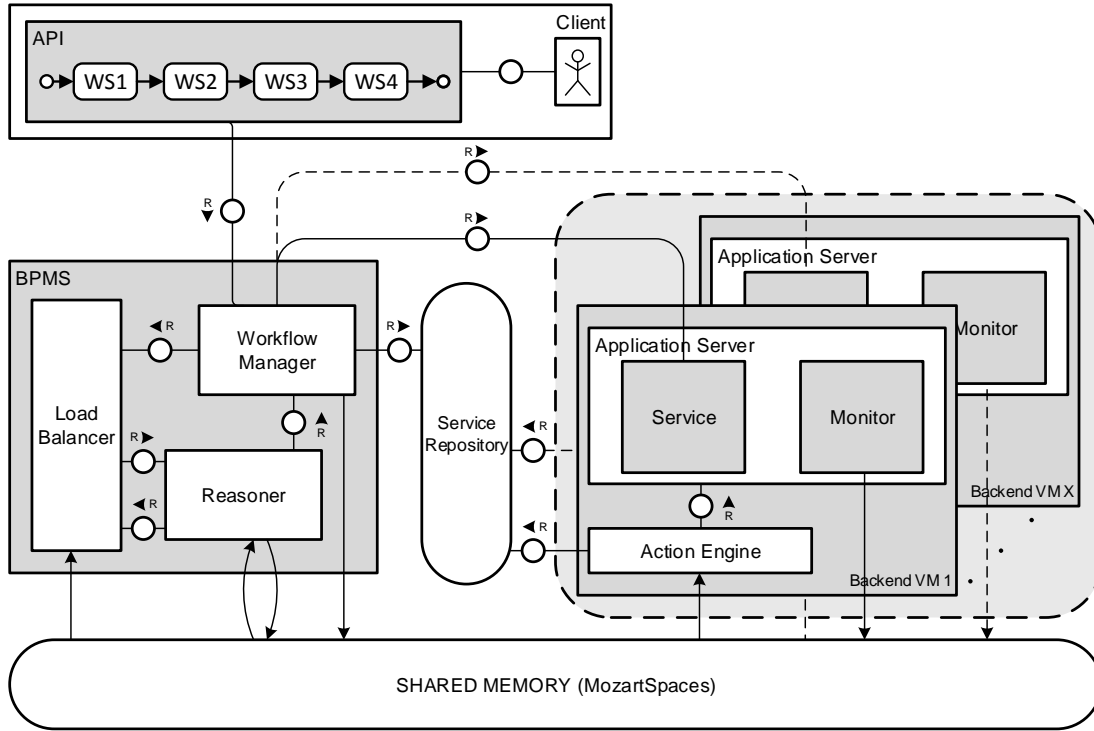 Client
API
WS1
WS2
WS3
WS4
R
R
R
BPMS
Workflow
Manager
R
R
Load
Balancer
R
R
Reasoner
R
Service
Repository
R
R
Application Server
Monitor
Backend VM X
Application Server
Service
Monitor
R
Action Engine
Backend VM 1
SHARED MEMORY (MozartSpaces)